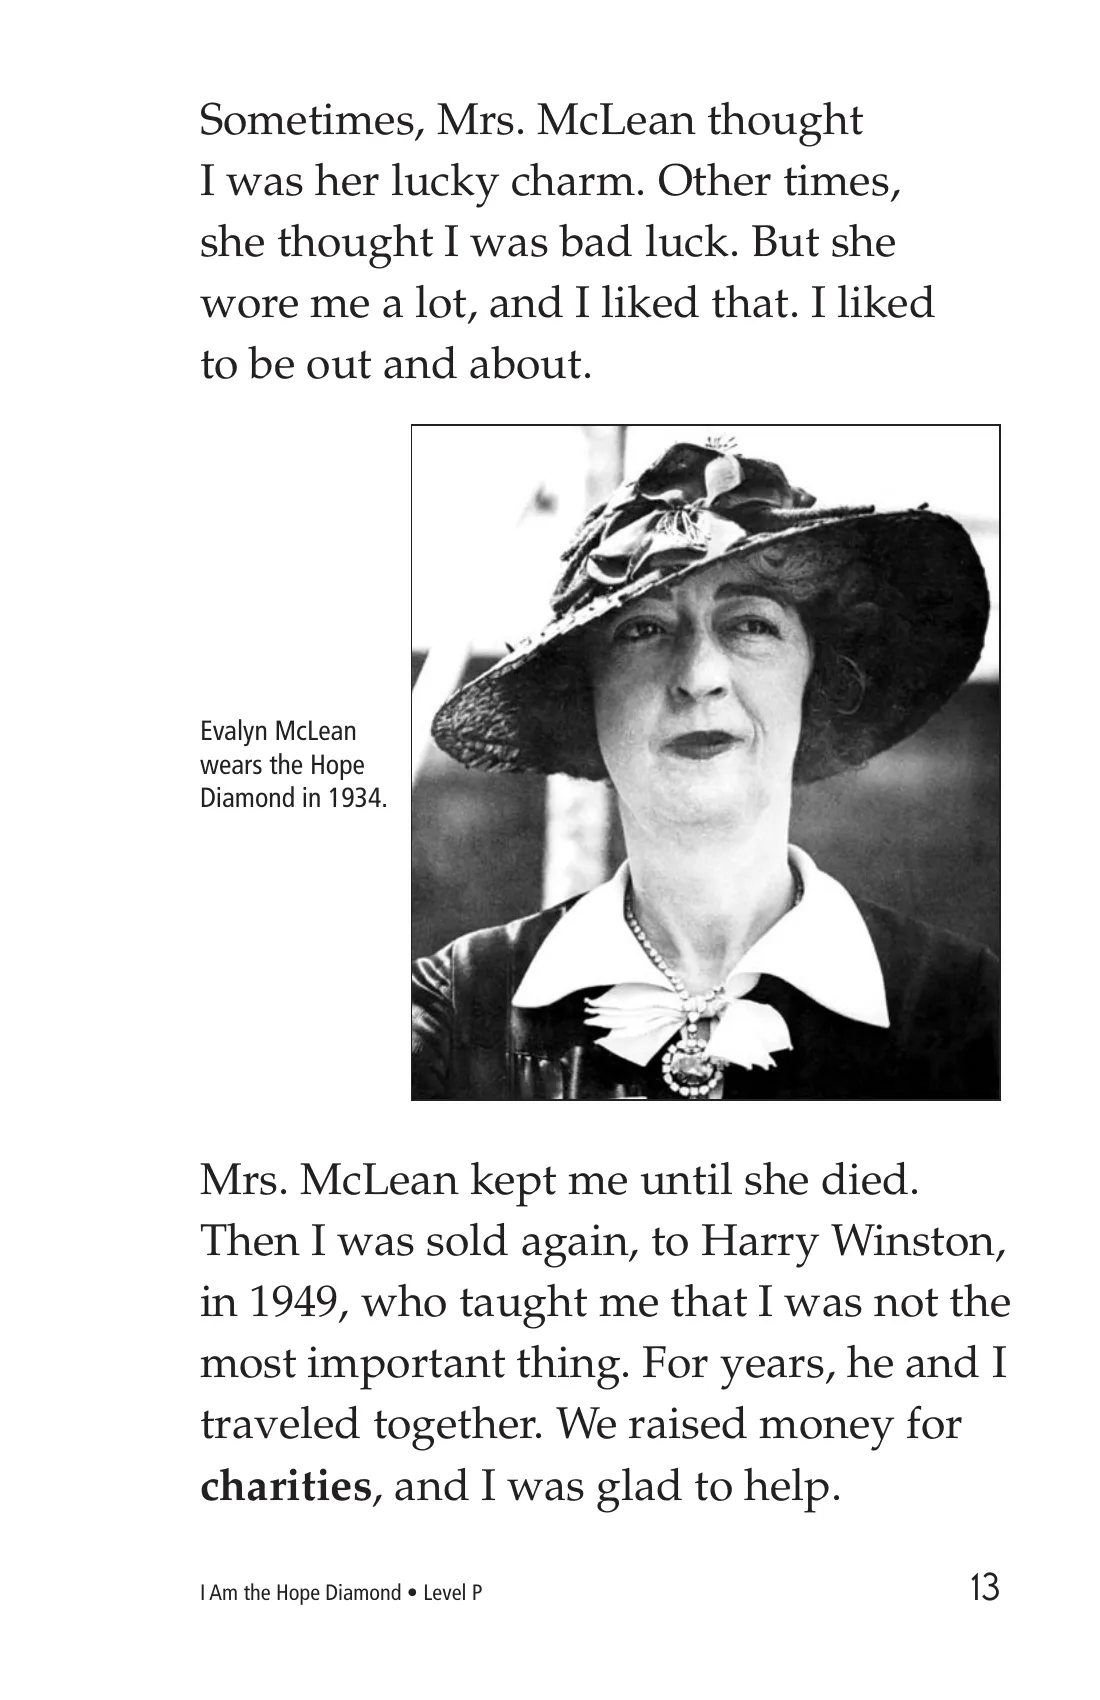 Sometimes, Mrs. McLean thought
I was her lucky charm. Other times,
she thought I was bad luck. But she
wore me a lot, and I liked that. I liked
to be out and about.
Evalyn McLean
wears the Hope
Diamond in 1934.
Mrs. McLean kept me until she died.
Then I was sold again, to Harry Winston,
in 1949, who taught me that I was not the
most important thing. For years, he and I
traveled together. We raised money for
charities, and I was glad to help.
I Am the Hope Diamond • Level P
13